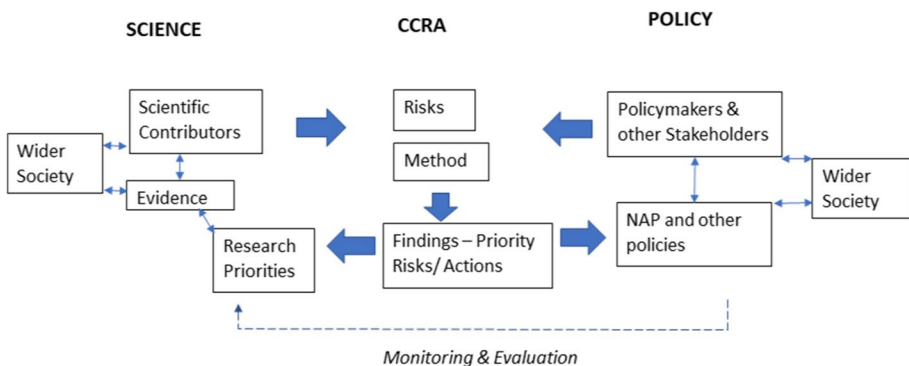 SCIENCE
CCRA
POLICY
Scientific
Contributors
Wider
Society
Evidence
Research
Priorities
Risks
Method
Findings – Priority
Risks/ Actions
Policymakers &
other Stakeholders
Wider
Society
NAP and other
policies
Monitoring & Evaluation